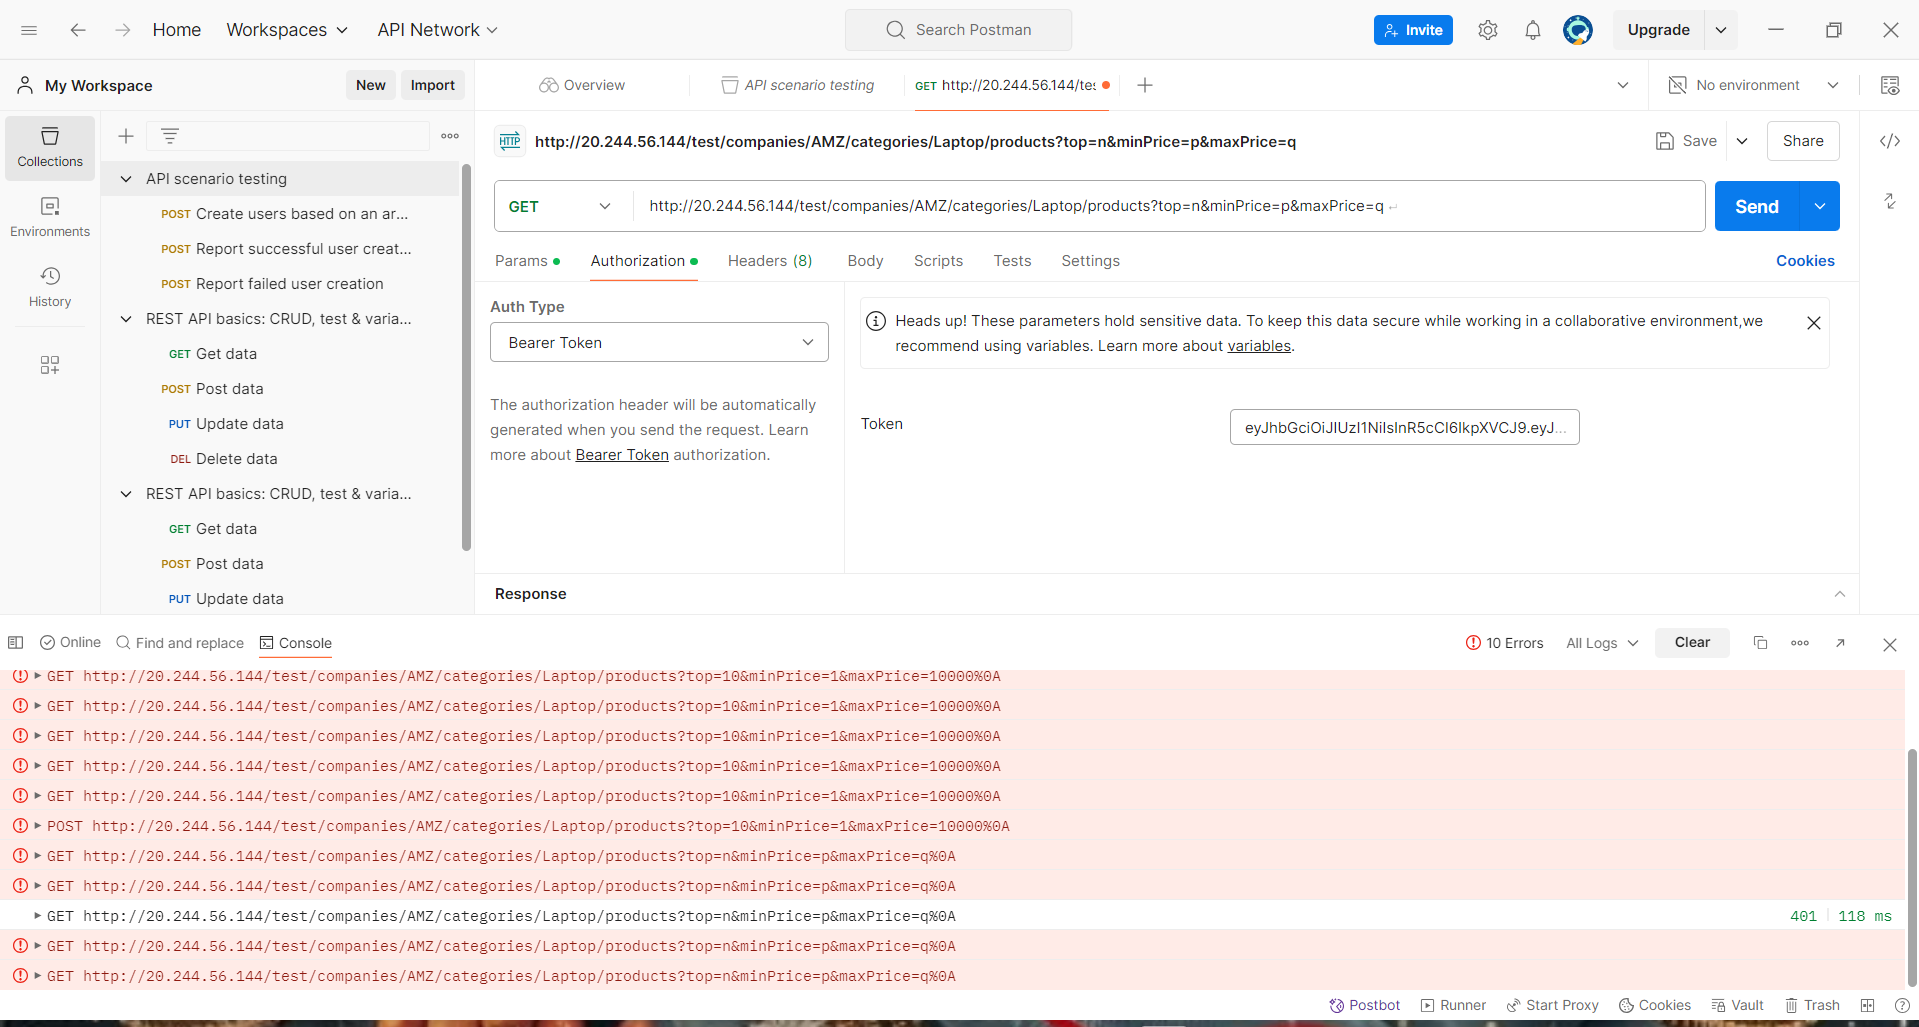 Home Workspaces API Network Search Postman Invite Upgrade
My Workspace New Import Overview API scenario testing GET http://20.244.56.144/tes No environment
Collections
Environments
History
API scenario testing
POST Create users based on an ar...
POST Report successful user creat...
POST Report failed user creation
REST API basics: CRUD, test & varia...
GET Get data
POST Post data
PUT Update data
DEL Delete data
REST API basics: CRUD, test & varia...
GET Get data
POST Post data
PUT Update data
HTTP http://20.244.56.144/test/companies/AMZ/categories/Laptop/products?top=n&minPrice=p&maxPrice=q Save Share
GET http://20.244.56.144/test/companies/AMZ/categories/Laptop/products?top=n&minPrice=p&maxPrice=q Send
Params Authorization Headers (8) Body Scripts Tests Settings Cookies
Auth Type
Bearer Token
The authorization header will be automatically
generated when you send the request. Learn
more about Bearer Token authorization.
Heads up! These parameters hold sensitive data. To keep this data secure while working in a collaborative environment,we
recommend using variables. Learn more about variables.
Token eyJhbGciOiJIUzI1NiIsInR5cCI6IkpXVCJ9.eyJ...
Response
Online Find and replace Console 10 Errors All Logs Clear
GET http://20.244.56.144/test/companies/AMZ/categories/Laptop/products?top=10&minPrice=1&maxPrice=10000%0A
GET http://20.244.56.144/test/companies/AMZ/categories/Laptop/products?top=10&minPrice=1&maxPrice=10000%0A
GET http://20.244.56.144/test/companies/AMZ/categories/Laptop/products?top=10&minPrice=1&maxPrice=10000%0A
GET http://20.244.56.144/test/companies/AMZ/categories/Laptop/products?top=10&minPrice=1&maxPrice=10000%0A
GET http://20.244.56.144/test/companies/AMZ/categories/Laptop/products?top=10&minPrice=1&maxPrice=10000%0A
POST http://20.244.56.144/test/companies/AMZ/categories/Laptop/products?top=10&minPrice=1&maxPrice=10000%0A
GET http://20.244.56.144/test/companies/AMZ/categories/Laptop/products?top=n&minPrice=p&maxPrice=q%0A
GET http://20.244.56.144/test/companies/AMZ/categories/Laptop/products?top=n&minPrice=p&maxPrice=q%0A
GET http://20.244.56.144/test/companies/AMZ/categories/Laptop/products?top=n&minPrice=p&maxPrice=q%0A 401 118 ms
GET http://20.244.56.144/test/companies/AMZ/categories/Laptop/products?top=n&minPrice=p&maxPrice=q%0A
GET http://20.244.56.144/test/companies/AMZ/categories/Laptop/products?top=n&minPrice=p&maxPrice=q%0A
Postbot Runner Start Proxy Cookies Vault Trash